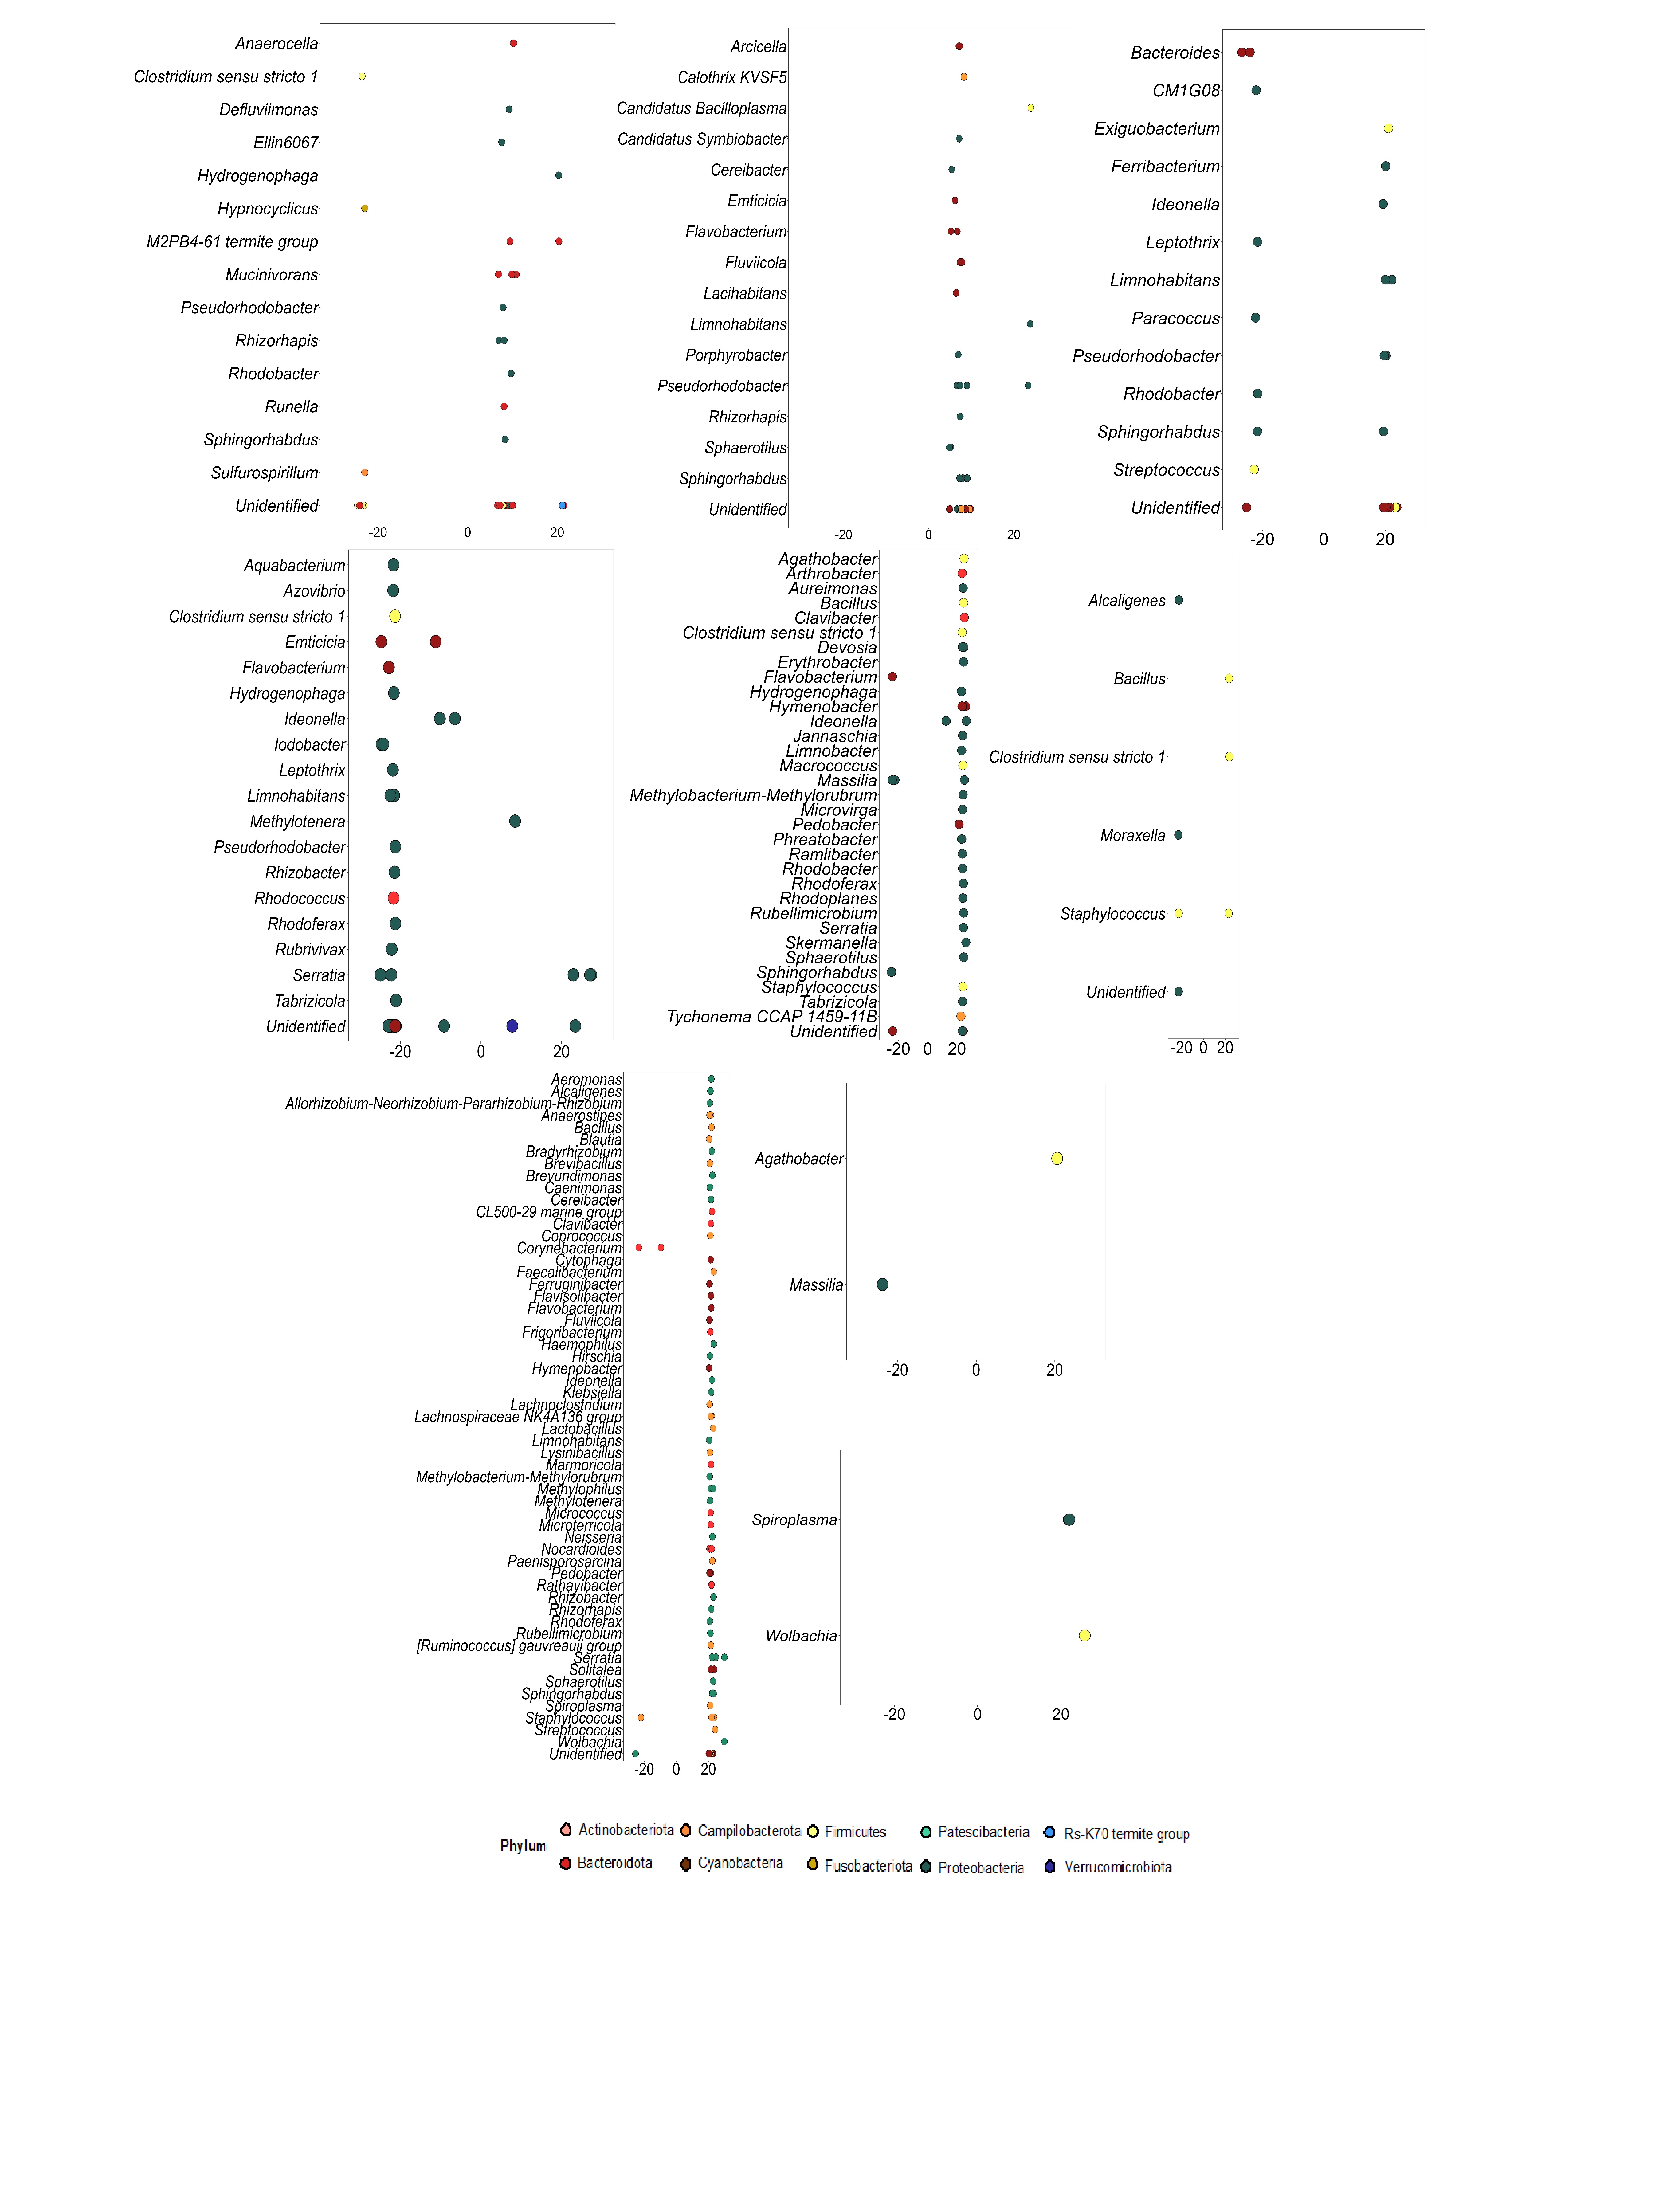 Anaerocella
Clostridium sensu stricto 1
Defluviimonas
Ellin6067
Hydrogenophaga
Hypnocyclicus
M2PB4-61 termite group
Mucinivorans
Pseudorhodobacter
Rhizorhapis
Rhodobacter
Runella
Sphingorhabdus
Sulfurospirillum
Unidentified
-20 0 20
Arcicella
Calothrix KVSF5
Candidatus Bacilloplasma
Candidatus Symbiobacter
Cereibacter
Emticicia
Flavobacterium
Fluviicola
Lacihabitans
Limnohabitans
Porphyrobacter
Pseudorhodobacter
Rhizorhapis
Sphaerotilus
Sphingorhabdus
Unidentified
-20 0 20
Bacteroides
CM1G08
Exiguobacterium
Ferribacterium
Ideonella
Leptothrix
Limnohabitans
Paracoccus
Pseudorhodobacter
Rhodobacter
Sphingorhabdus
Streptococcus
Unidentified
-20 0 20
Aquabacterium
Azovibrio
Clostridium sensu stricto 1
Emticicia
Flavobacterium
Hydrogenophaga
Ideonella
Iodobacter
Leptothrix
Limnohabitans
Methylotenera
Pseudorhodobacter
Rhizobacter
Rhodococcus
Rhodoferax
Rubrivivax
Serratia
Tabrizicola
Unidentified
-20 0 20
Agathobacter
Arthrobacter
Aureimonas
Bacillus
Clavibacter
Clostridium sensu stricto 1
Devosia
Erythrobacter
Flavobacterium
Hydrogenophaga
Hymenobacter
Ideonella
Jannaschia
Limnobacter
Macrococcus
Massilia
Methylobacterium-Methylorubrum
Microvirga
Pedobacter
Phreatobacter
Ramlibacter
Rhodobacter
Rhodoferax
Rhodoplanes
Rubellimicrobium
Serratia
Skermanella
Sphaerotilus
Sphingorhabdus
Staphylococcus
Tabrizicola
Tychonema CCAP 1459-11B
Unidentified
-20 0 20
Alcaligenes
Bacillus
Clostridium sensu stricto 1
Moraxella
Staphylococcus
Unidentified
-20 0 20
Aeromonas
Alcaligenes
Allorhizobium-Neorhizobium-Pararhizobium-Rhizobium
Anaerostipes
Bacillus
Blautia
Bradyrhizobium
Brevibacillus
Brevundimonas
Caenimonas
Cereibacter
CL500-29 marine group
Clavibacter
Coprococcus
Corynebacterium
Cytophaga
Faecalibacterium
Ferruginibacter
Flavisolibacter
Flavobacterium
Fluviicola
Frigoribacterium
Haemophilus
Hirschia
Hymenobacter
Ideonella
Klebsiella
Lachnoclostridium
Lachnospiraceae NK4A136 group
Lactobacillus
Limnohabitans
Lysinibacillus
Marmoricola
Methylobacterium-Methylorubrum
Methylophilus
Methylotenera
Micrococcus
Microterricola
Neisseria
Nocardioides
Paenisporosarcina
Pedobacter
Rathayibacter
Rhizobacter
Rhizorhapis
Rhodoferax
Rubellimicrobium
[Ruminococcus] gauvreauii group
Serratia
Solitalea
Sphaerotilus
Sphingorhabdus
Spiroplasma
Staphylococcus
Streptococcus
Wolbachia
Unidentified
-20 0 20
Agathobacter
Massilia
-20 0 20
Spiroplasma
Wolbachia
-20 0 20
Phylum
Actinobacteriota Campilobacterota Firmicutes Patescibacteria Rs-K70 termite group
Bacteroidota Cyanobacteria Fusobacteriota Proteobacteria Verrucomicrobiota